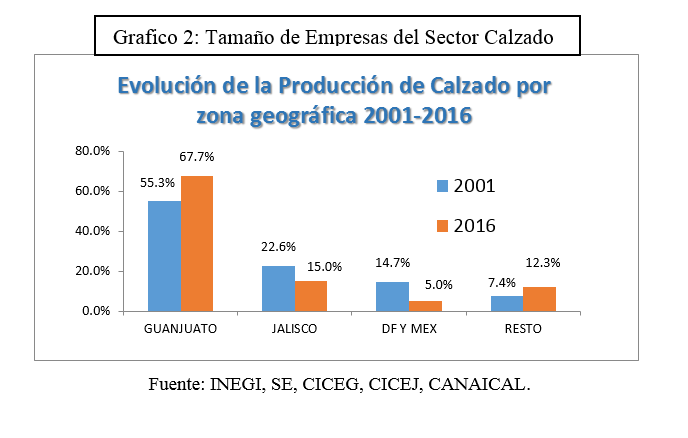 Grafico 2: Tamaño de Empresas del Sector Calzado
Evolución de la Producción de Calzado por
zona geográfica 2001-2016
80.0%
60.0%
40.0%
20.0%
0.0%
55.3%
67.7%
22.6%
15.0%
14.7%
5.0%
7.4%
12.3%
2001
2016
GUANJUATO
JALISCO
DF Y MEX
RESTO
Fuente: INEGI, SE, CICEG, CICEJ, CANAICAL.